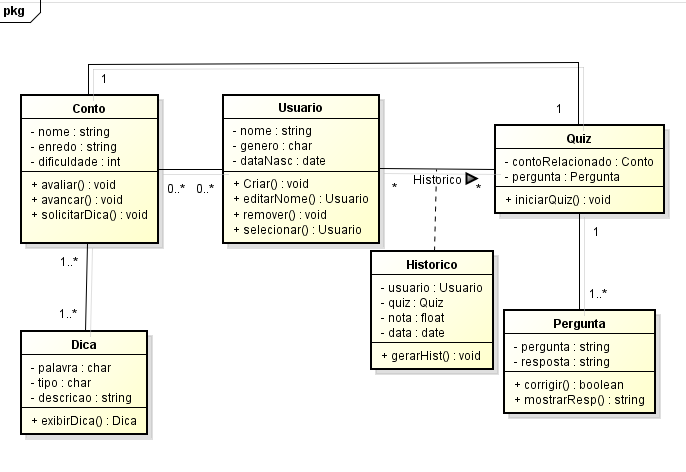 pkg
1
1
Conto
- nome : string
- enredo : string
- dificuldade : int
+ avaliar() : void
+ avancar() : void
+ solicitarDica() : void
0..*
0..*
Usuario
- nome : string
- genero : char
- dataNasc : date
+ Criar() : void
+ editarNome() : Usuario
+ remover() : void
+ selecionar() : Usuario
*
Historico
*
Quiz
- contoRelacionado : Conto
- pergunta : Pergunta
+ iniciarQuiz() : void
1
1..*
1..*
1..*
Historico
- usuario : Usuario
- quiz : Quiz
- nota : float
- data : date
+ gerarHist() : void
Pergunta
- pergunta : string
- resposta : string
+ corrigir() : boolean
+ mostrarResp() : string
Dica
- palavra : char
- tipo : char
- descricao : string
+ exibirDica() : Dica